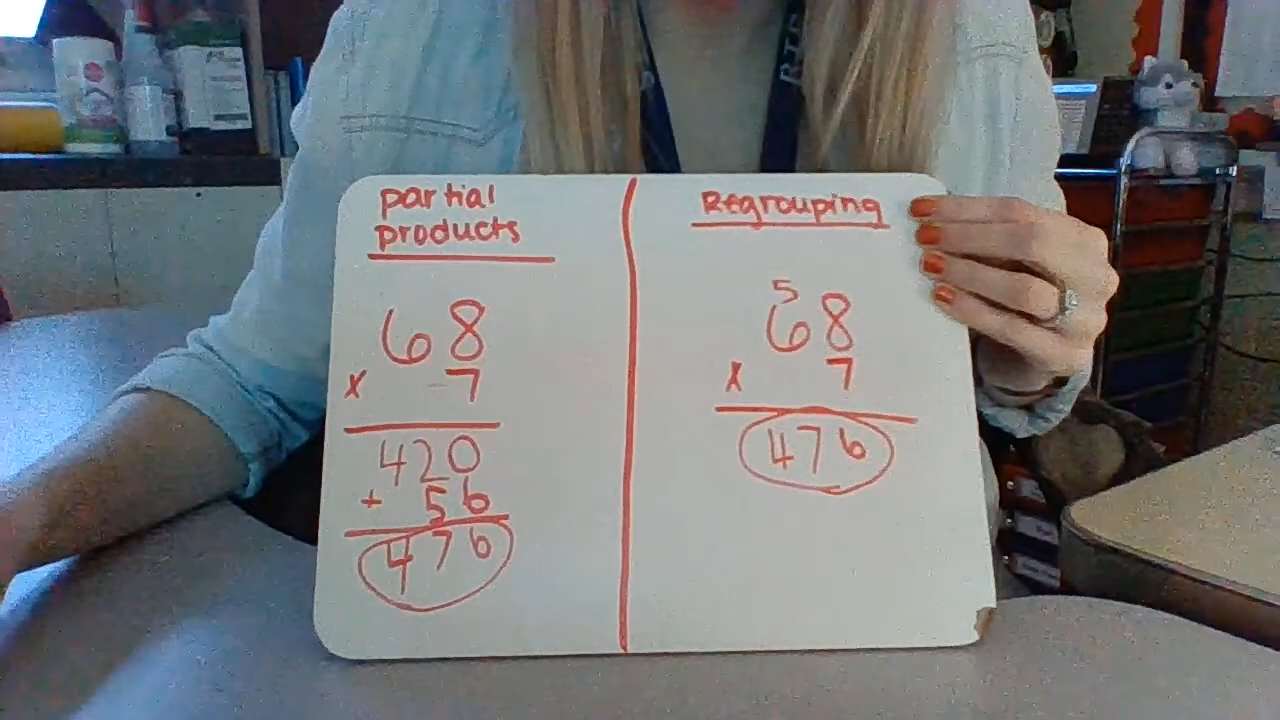 partial
products
68
x 7
420
+ 56
476
Regrouping
5
68
x 7
476